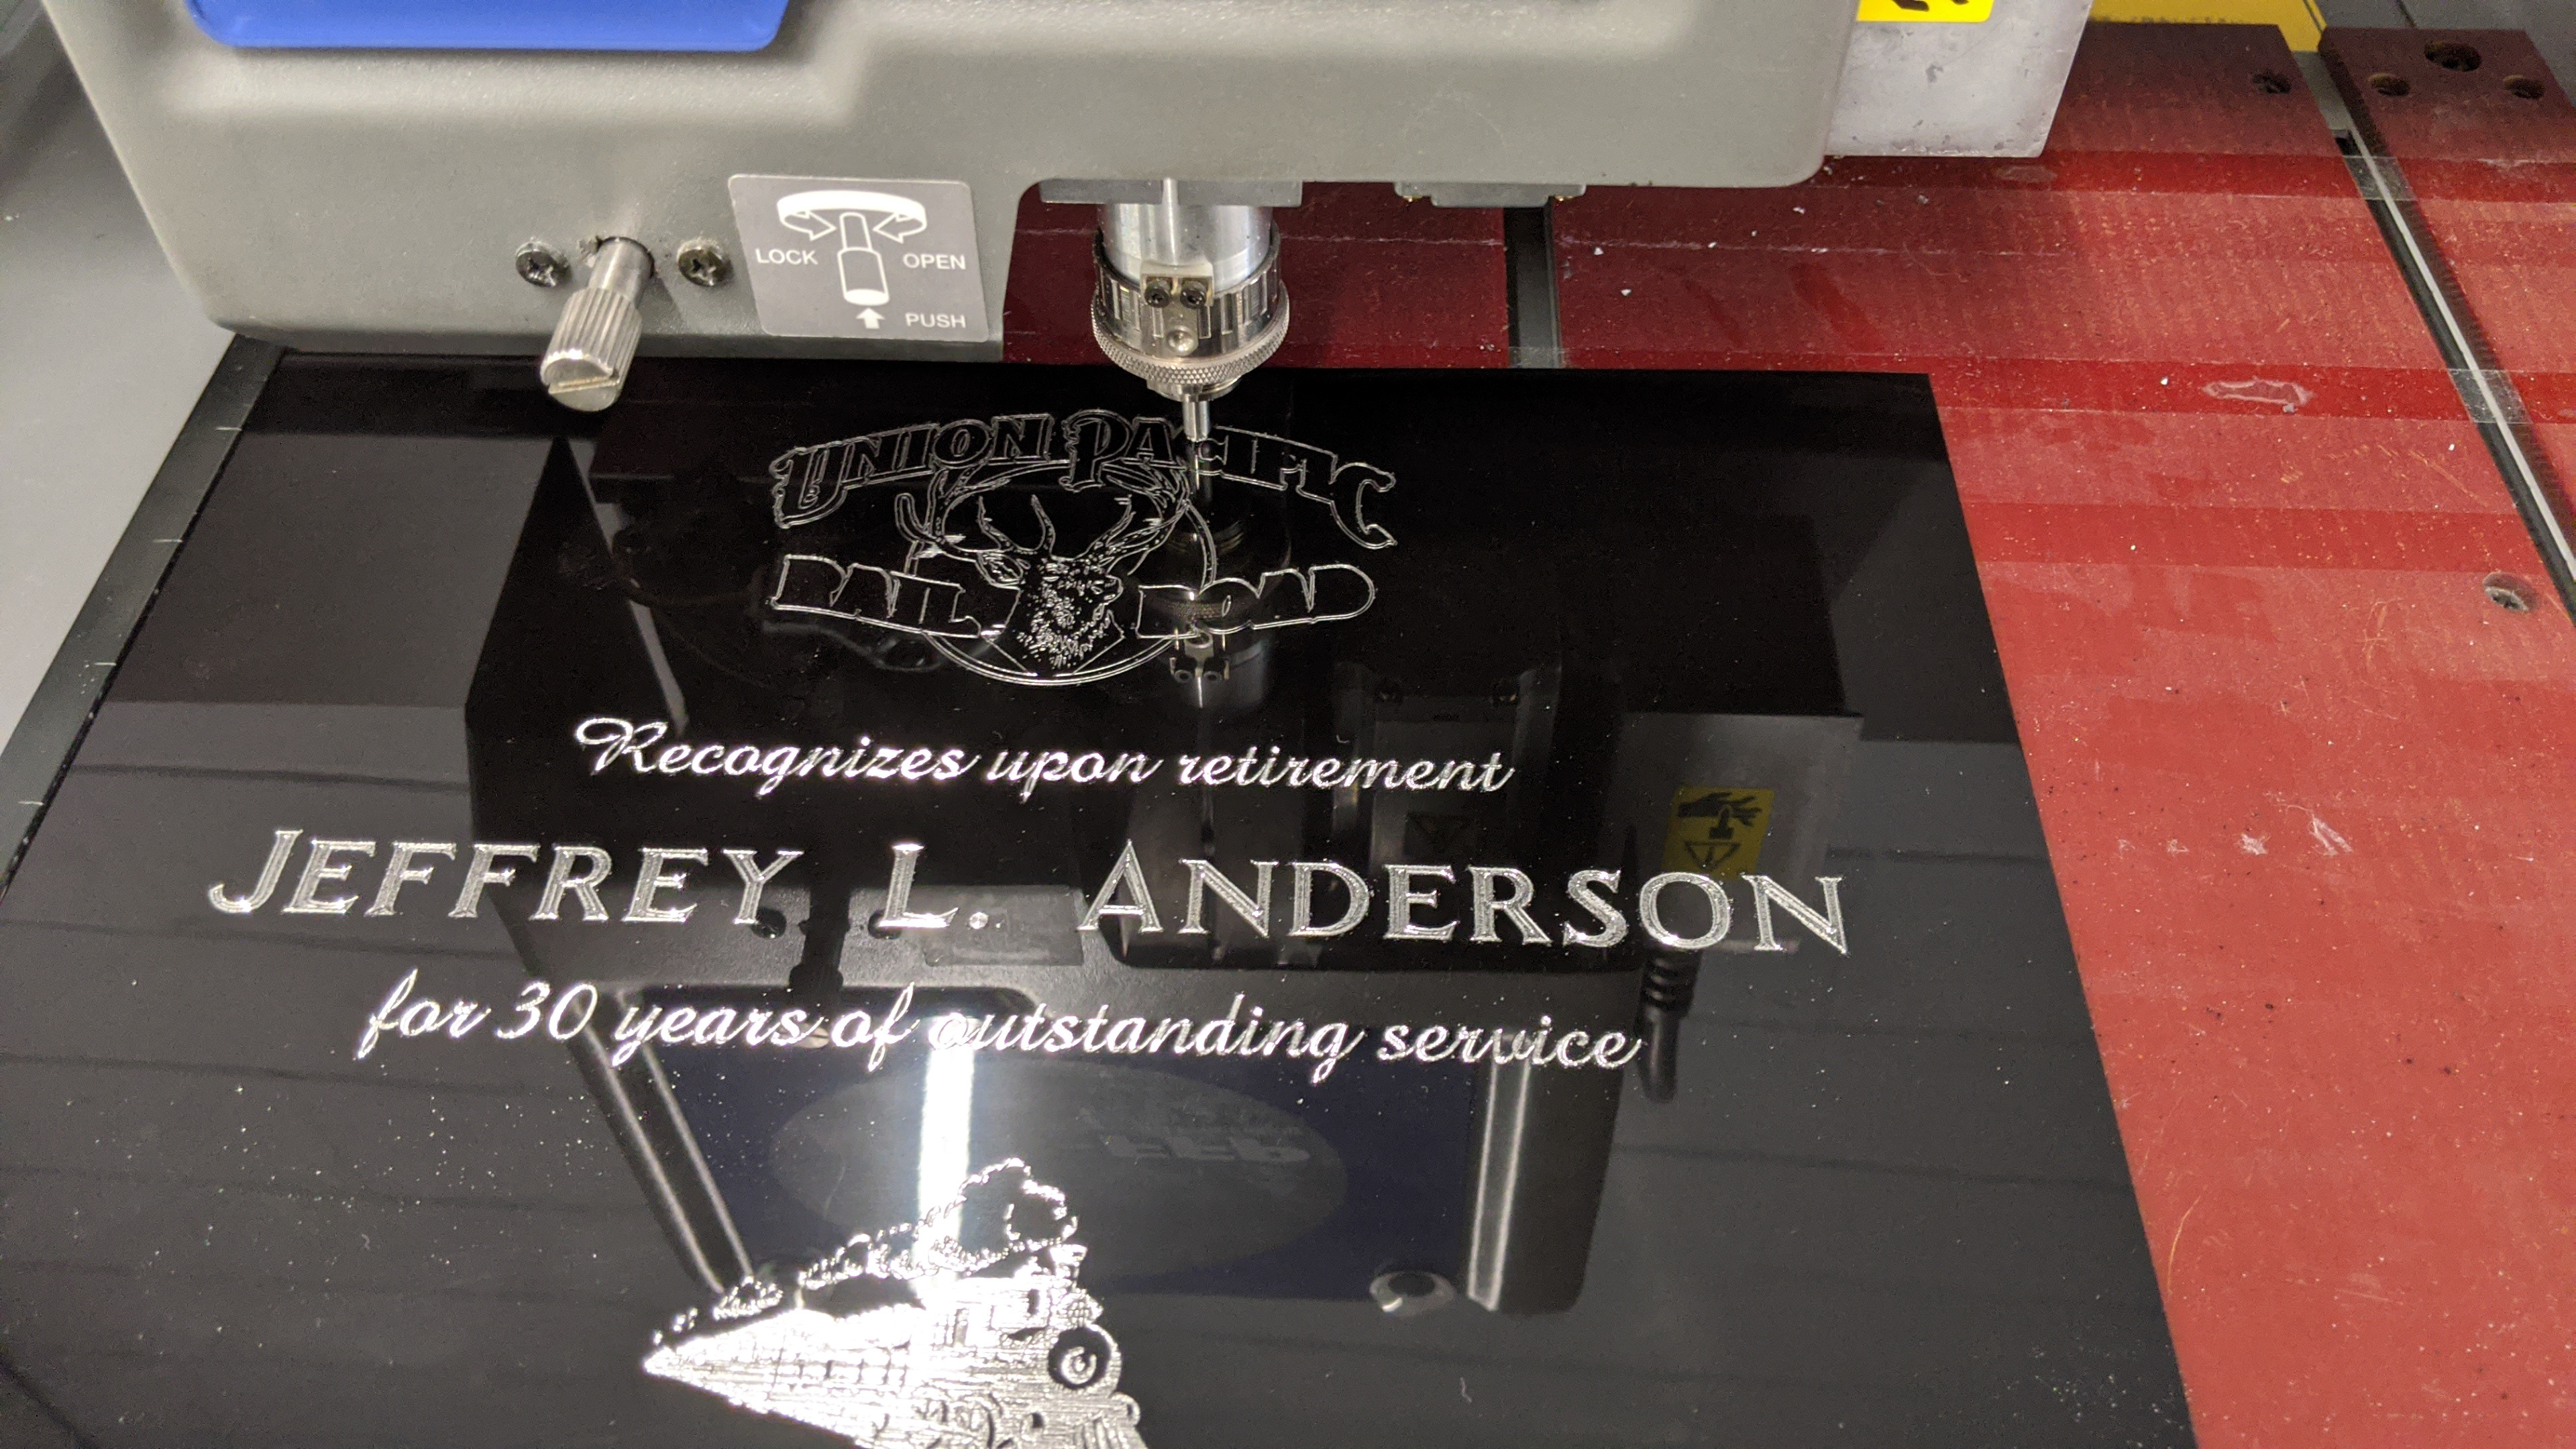 LOCK OPEN
PUSH
UNION PACIFIC
RAIL ROAD
Recognizes upon retirement
JEFFREY L. ANDERSON
for 30 years of outstanding service